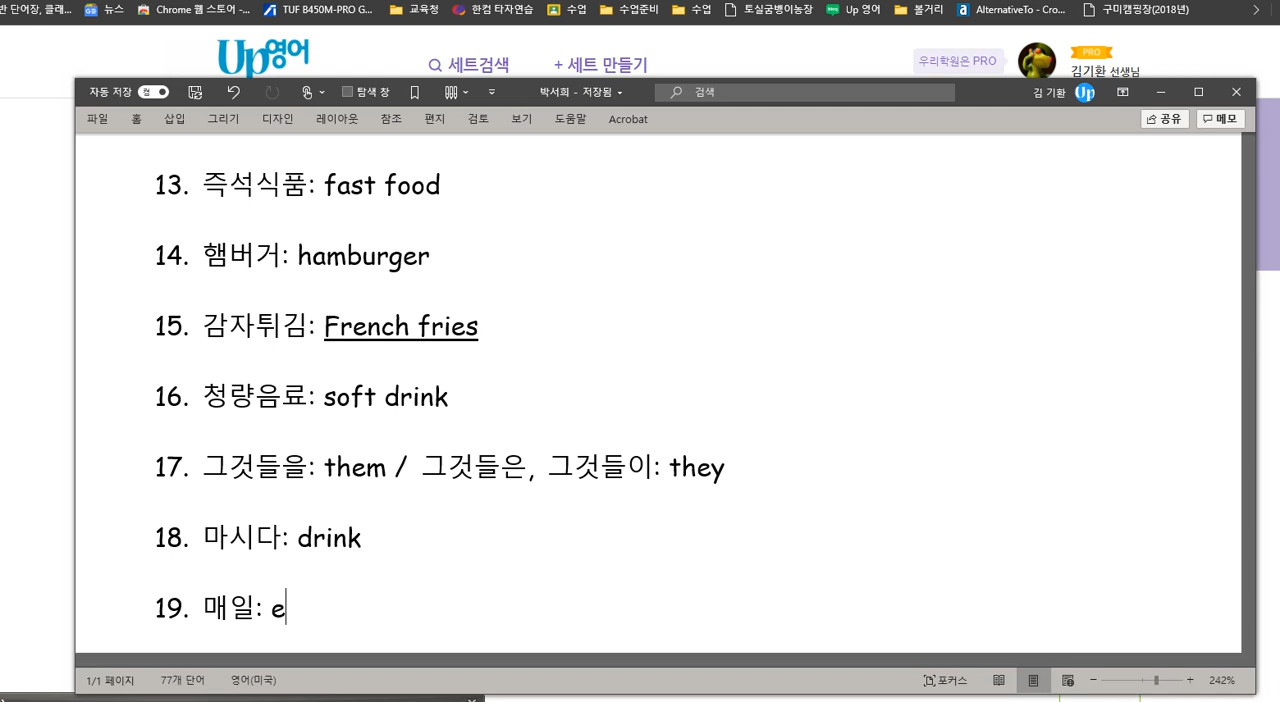 반 단어장, 클래... 뉴스 Chrome 웹 스토어 -... TUF B450M-PRO G... 교육청 한컴 타자연습 수업 수업준비 수업 토실굼벵이농장 Up 영어 볼거리 AlternativeTo - Cro... 구미캠핑장(2018년)
Up영어 세트검색 + 세트 만들기 우리학원은 PRO PRO
김기환 선생님
자동 저장 컴 탐색 창 박서희 - 저장됨 검색 김 기환 Up
파일 홈 삽입 그리기 디자인 레이아웃 참조 편지 검토 보기 도움말 Acrobat 공유 메모
13. 즉석식품: fast food
14. 햄버거: hamburger
15. 감자튀김: French fries
16. 청량음료: soft drink
17. 그것들을: them / 그것들은, 그것들이: they
18. 마시다: drink
19. 매일: e
1/1 페이지 77개 단어 영어(미국) 포커스 242%